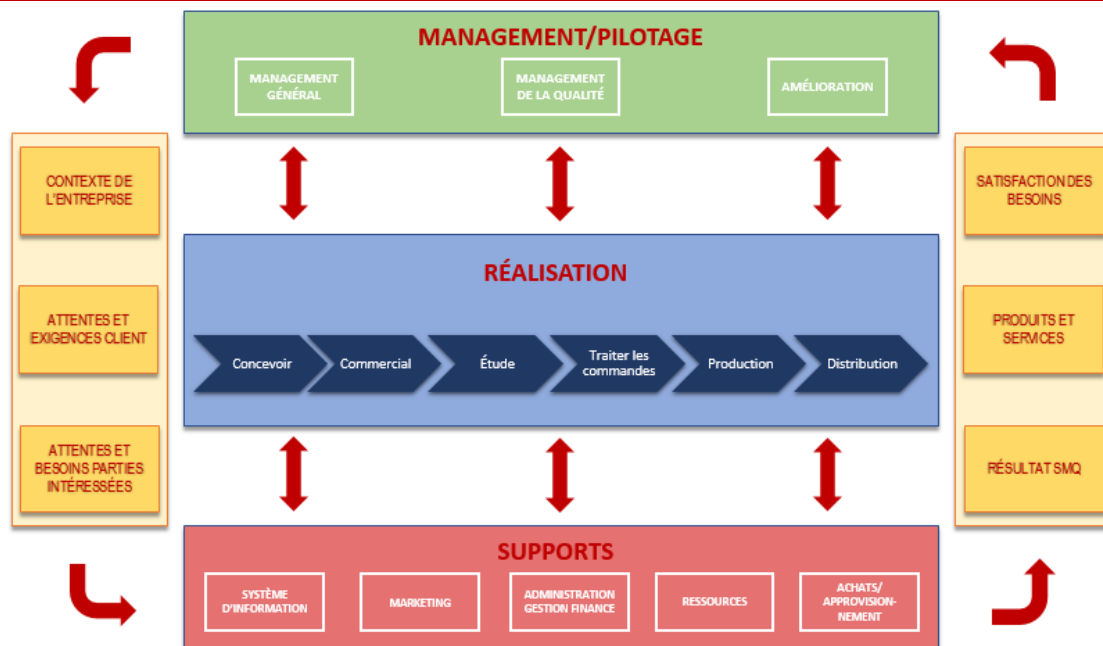 MANAGEMENT/PILOTAGE
MANAGEMENT
GÉNÉRAL
MANAGEMENT
DE LA QUALITÉ
AMÉLIORATION
CONTEXTE DE
L'ENTREPRISE
ATTENTES ET
EXIGENCES CLIENT
ATTENTES ET
BESOINS PARTIES
INTÉRESSÉES
RÉALISATION
Concevoir
Commercial
Étude
Traiter les
commandes
Production
Distribution
SATISFACTION DES
BESOINS
PRODUITS ET
SERVICES
RÉSULTAT SMQ
SUPPORTS
SYSTÈME
D'INFORMATION
MARKETING
ADMINISTRATION
GESTION FINANCE
RESSOURCES
ACHATS/
APPROVISION-
NEMENT